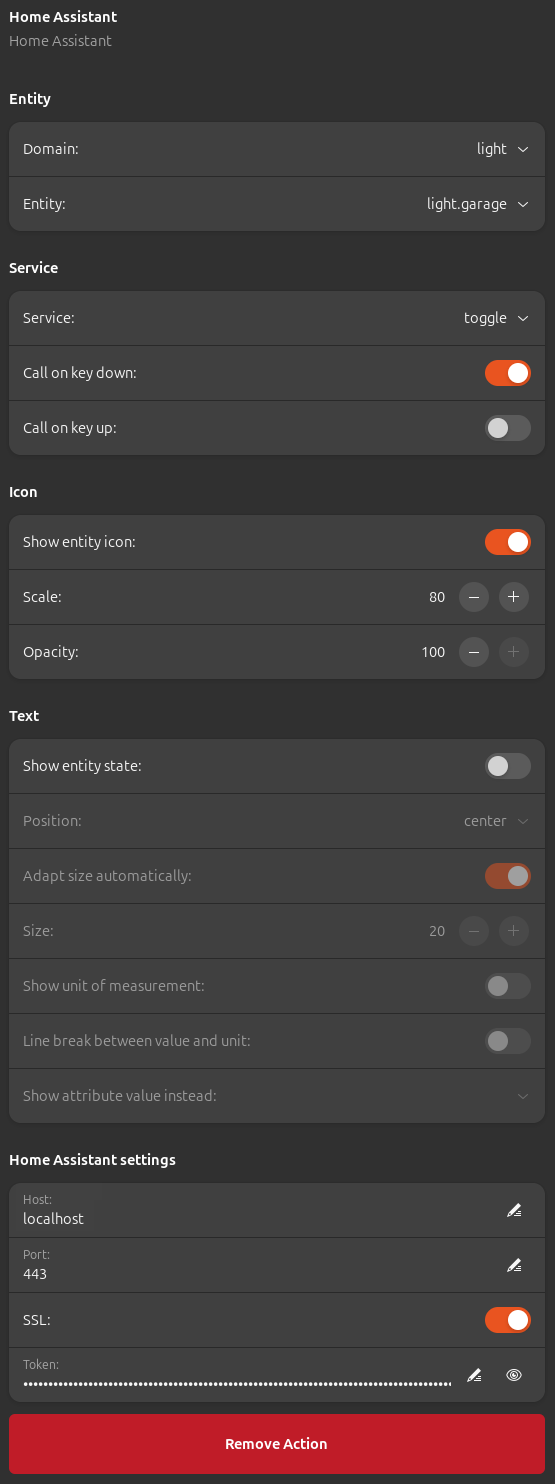 Home Assistant
Home Assistant
Entity
Domain: light
Entity: light.garage
Service
Service: toggle
Call on key down:
Call on key up:
Icon
Show entity icon:
Scale: 80
Opacity: 100
Text
Show entity state:
Position: center
Adapt size automatically:
Size: 20
Show unit of measurement:
Line break between value and unit:
Show attribute value instead:
Home Assistant settings
Host:
localhost
Port:
443
SSL:
Token:
Remove Action